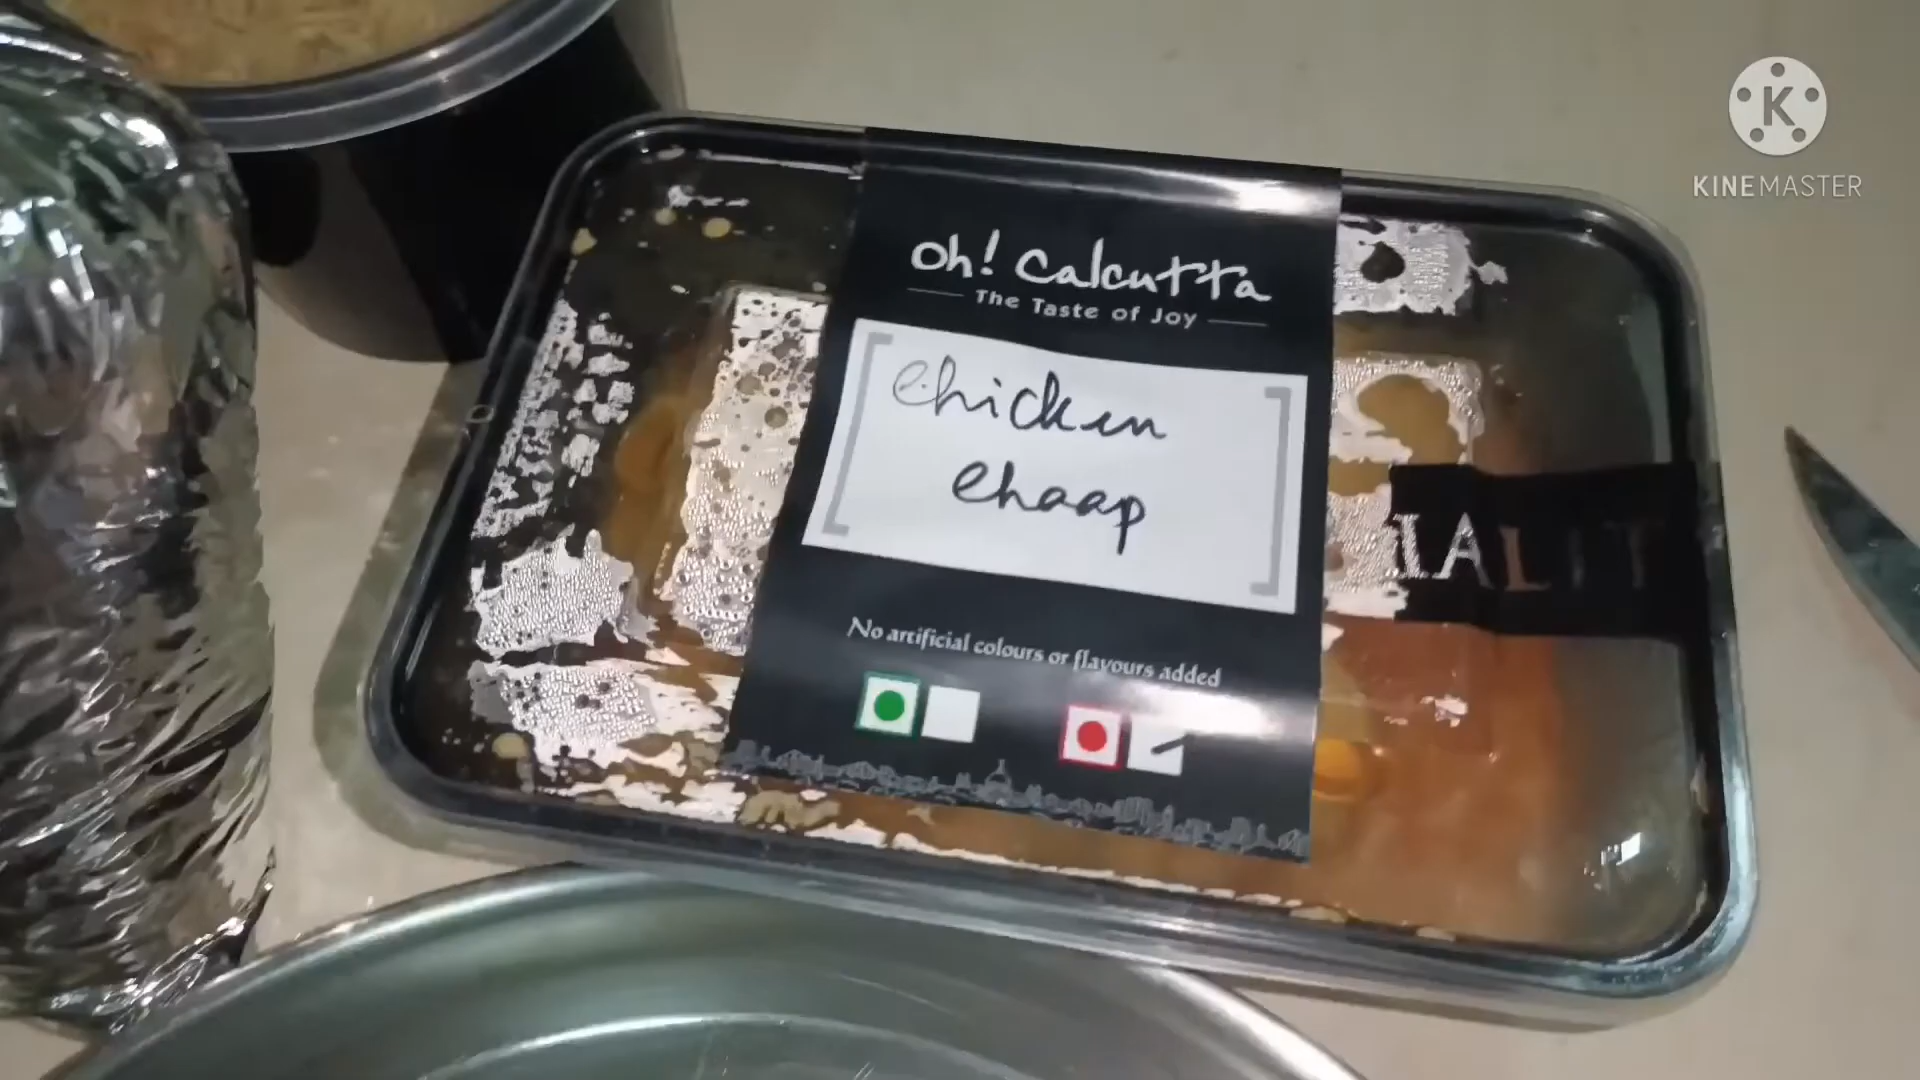 KINEMASTER
oh! Calcutta
The Taste of Joy
Chicken
Chaap
No artificial colours or flavours added